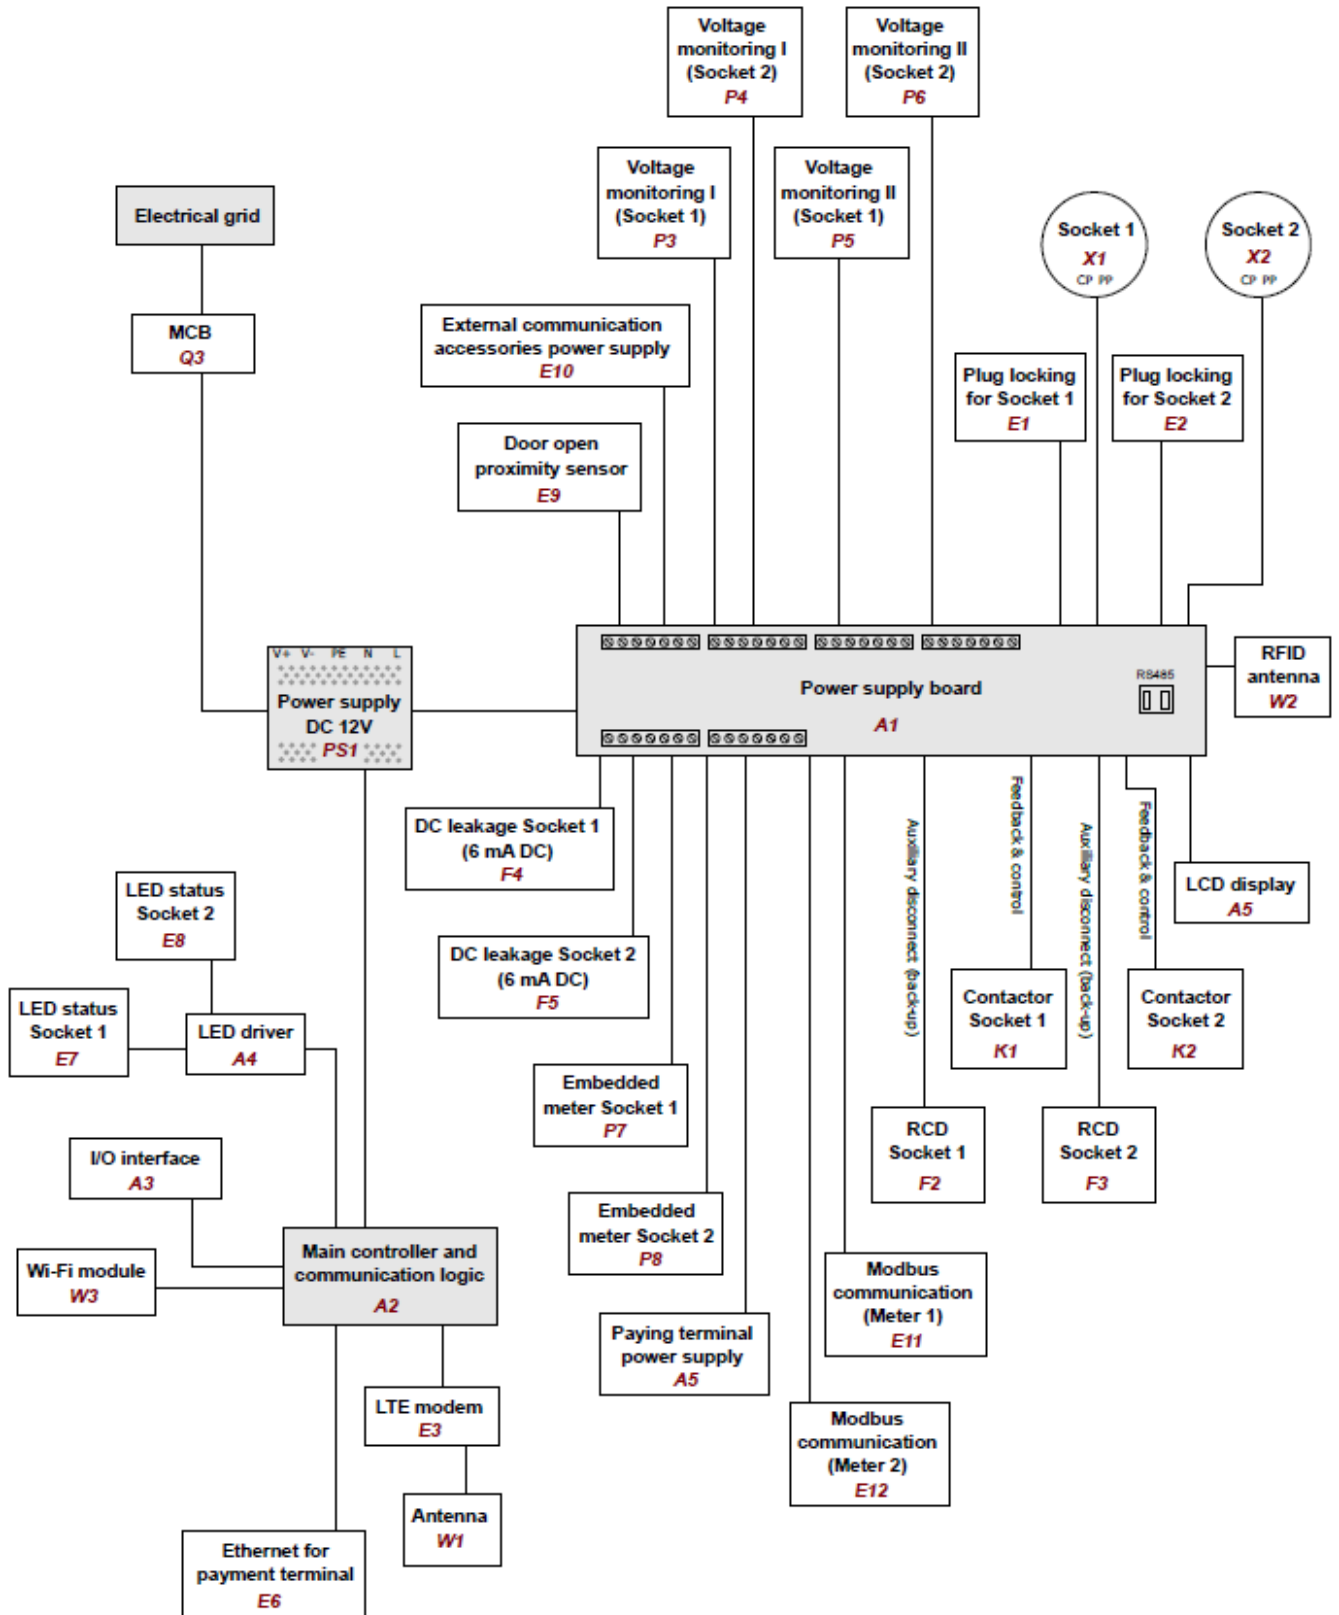 Voltage
monitoring I
(Socket 2)
P4
Voltage
monitoring II
(Socket 2)
P6
Voltage
monitoring I
(Socket 1)
P3
Voltage
monitoring II
(Socket 1)
P5
Electrical grid
Socket 1
X1
CP PP
Socket 2
X2
CP PP
MCB
Q3
External communication
accessories power supply
E10
Plug locking
for Socket 1
E1
Plug locking
for Socket 2
E2
Door open
proximity sensor
E9
V+ V- PE N L
Power supply
DC 12V
PS1
Power supply board
A1
RS485
RFID
antenna
W2
DC leakage Socket 1
(6 mA DC)
F4
Auxilliary disconnect (back-up)
Feedback & control
Auxilliary disconnect (back-up)
Feedback & control
LCD display
A5
LED status
Socket 2
E8
DC leakage Socket 2
(6 mA DC)
F5
LED status
Socket 1
E7
LED driver
A4
Contactor
Socket 1
K1
Contactor
Socket 2
K2
Embedded
meter Socket 1
P7
RCD
Socket 1
F2
RCD
Socket 2
F3
I/O interface
A3
Embedded
meter Socket 2
P8
Wi-Fi module
W3
Main controller and
communication logic
A2
Modbus
communication
(Meter 1)
E11
Paying terminal
power supply
A5
LTE modem
E3
Modbus
communication
(Meter 2)
E12
Antenna
W1
Ethernet for
payment terminal
E6